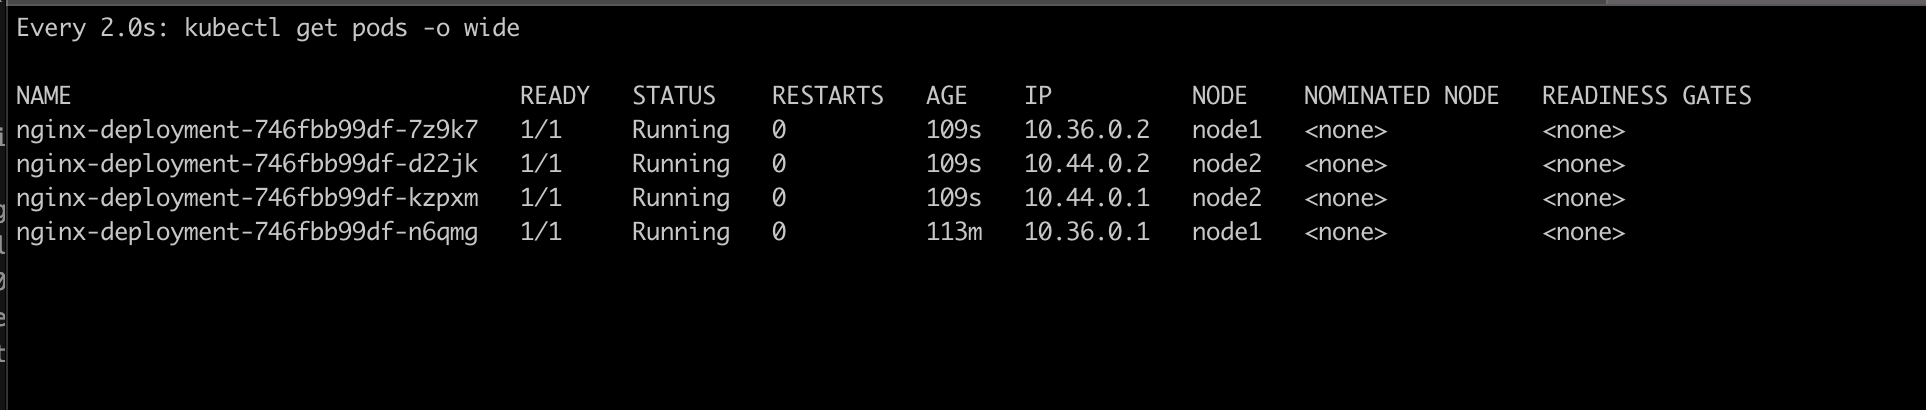 Every 2.0s: kubectl get pods -o wide
NAME READY STATUS RESTARTS AGE IP NODE NOMINATED NODE READINESS GATES
nginx-deployment-746fbb99df-7z9k7 1/1 Running 0 109s 10.36.0.2 node1 <none> <none>
nginx-deployment-746fbb99df-d22jk 1/1 Running 0 109s 10.44.0.2 node2 <none> <none>
nginx-deployment-746fbb99df-kzpxm 1/1 Running 0 109s 10.44.0.1 node2 <none> <none>
nginx-deployment-746fbb99df-n6qmg 1/1 Running 0 113m 10.36.0.1 node1 <none> <none>